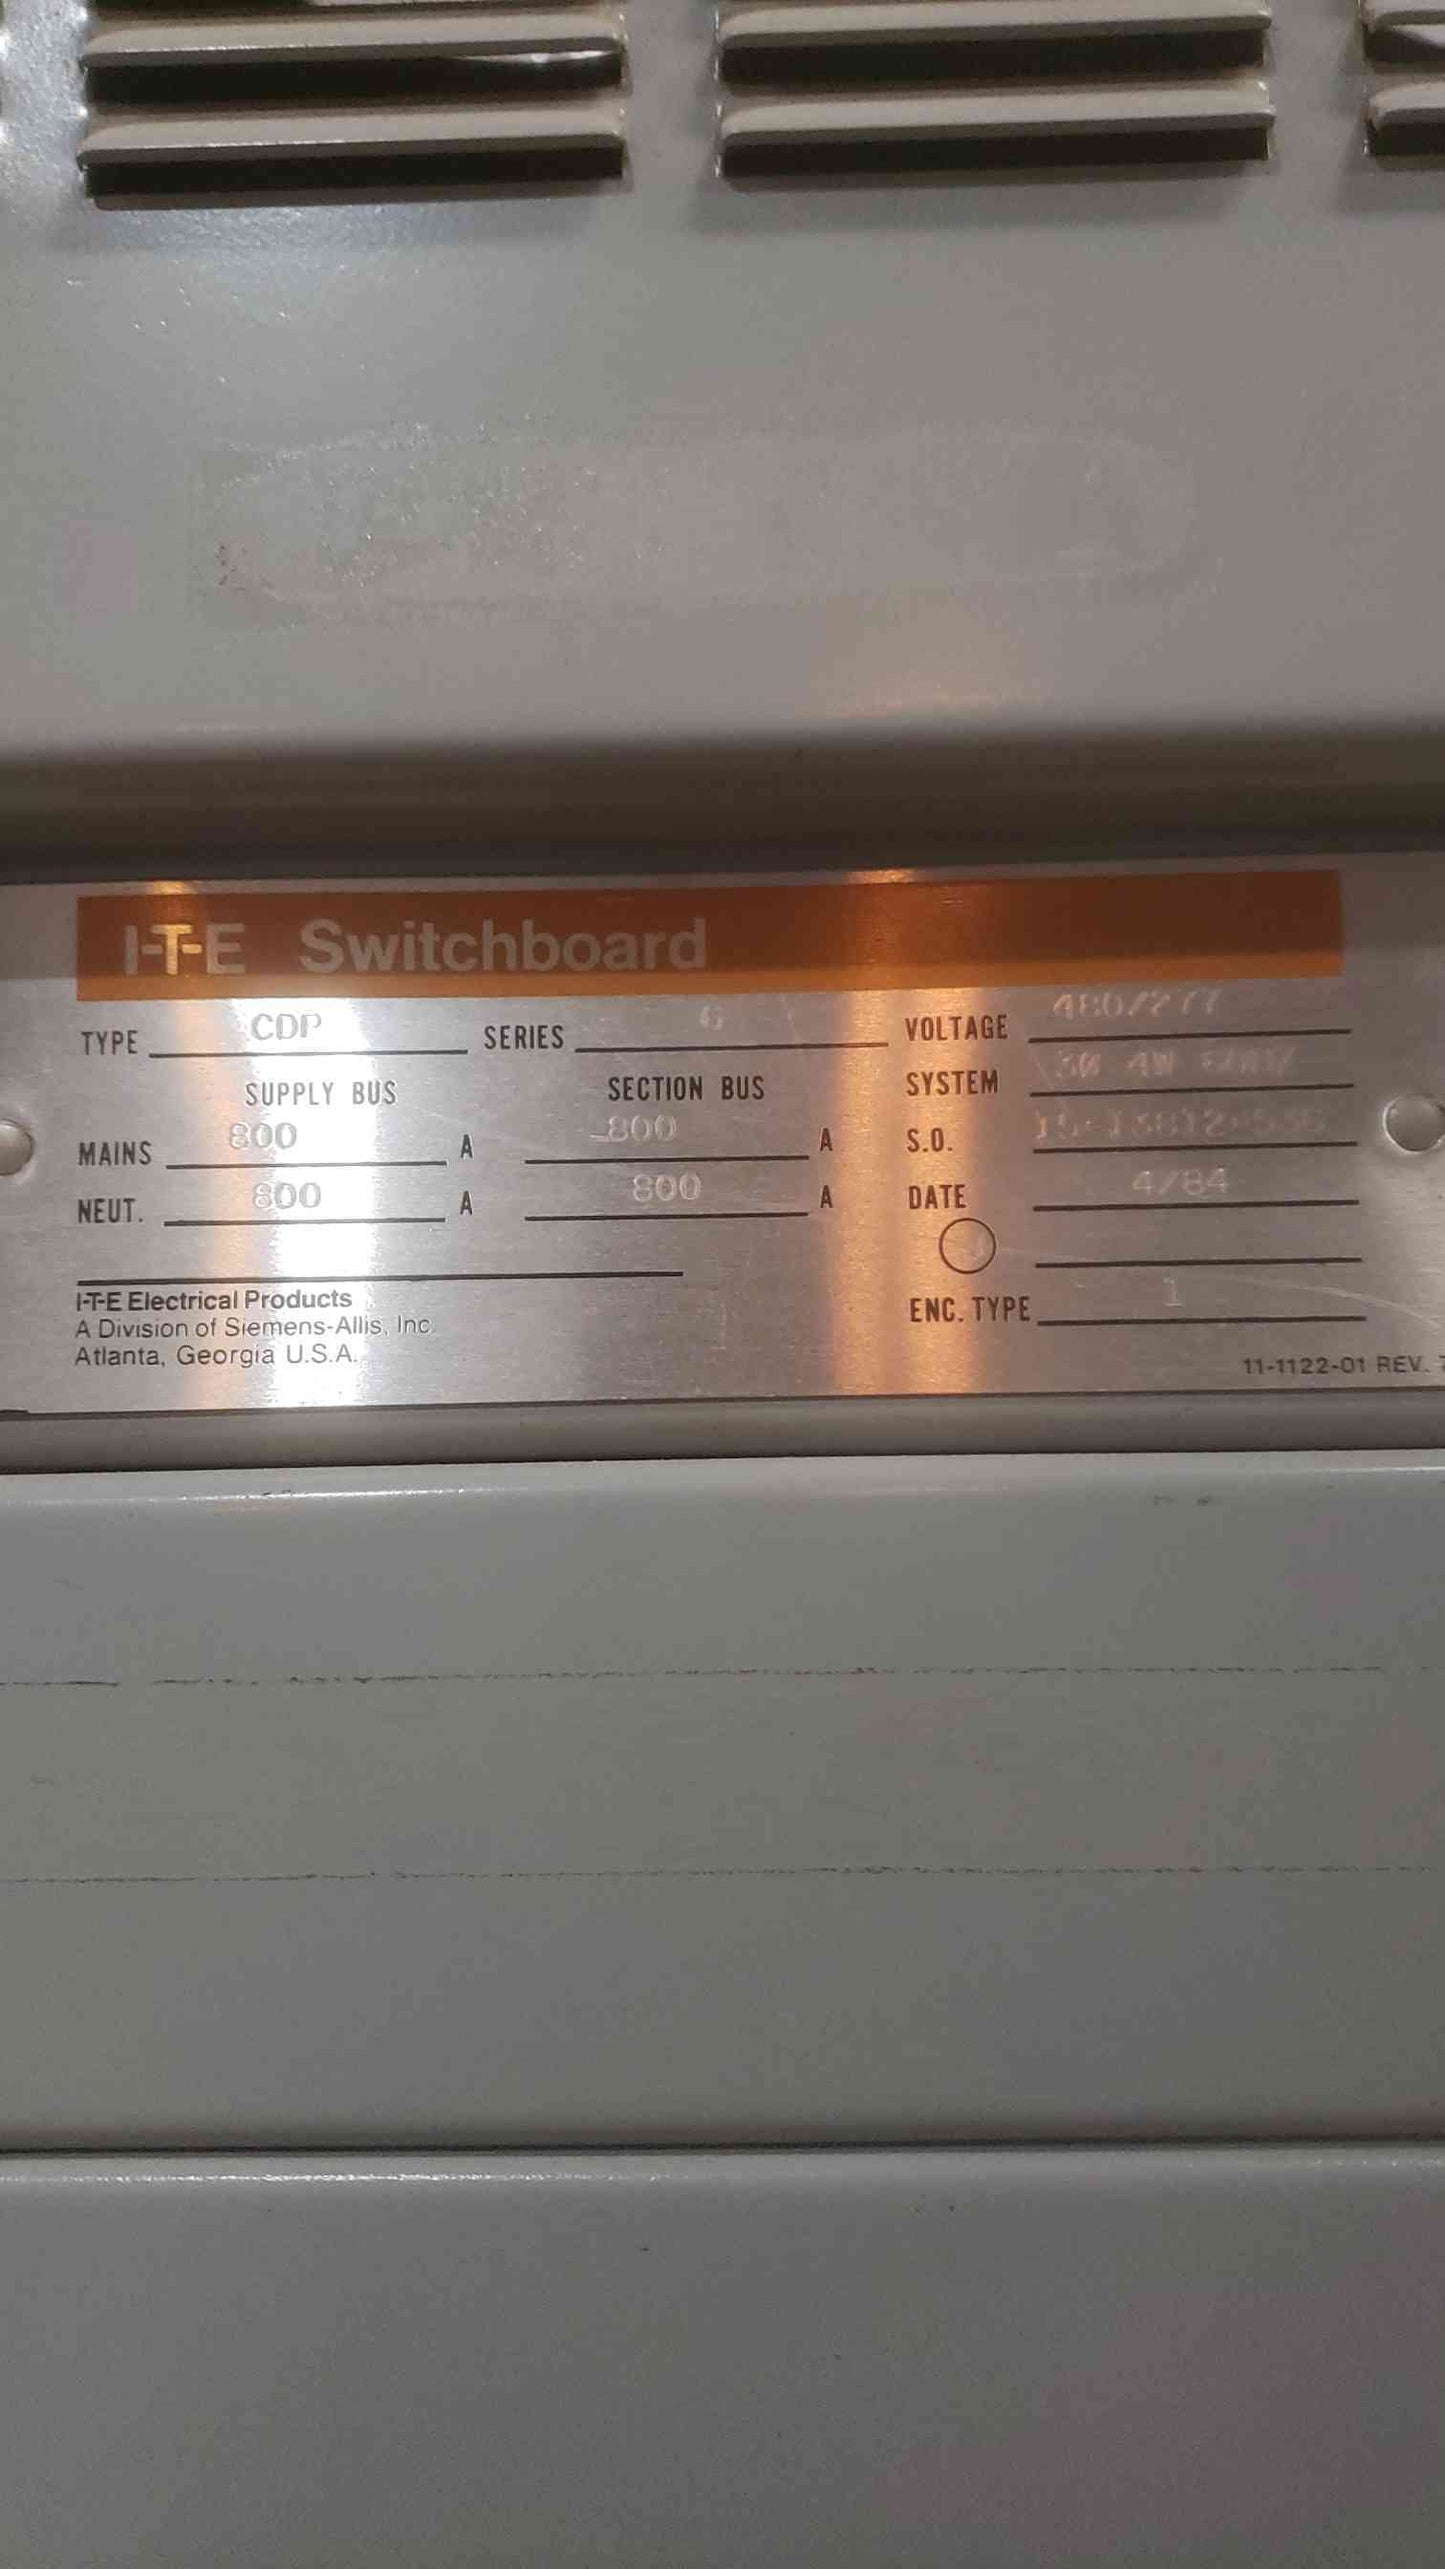 I-T-E Switchboard
TYPE CDP SERIES 6 VOLTAGE 480/277
SUPPLY BUS SECTION BUS SYSTEM 3Ø 4W
MAINS 800 A 800 A S.O.
NEUT. 800 A 800 A DATE 4/84
I-T-E Electrical Products
A Division of Siemens-Allis, Inc.
Atlanta, Georgia U.S.A.
ENC. TYPE 1
11-1122-01 REV.